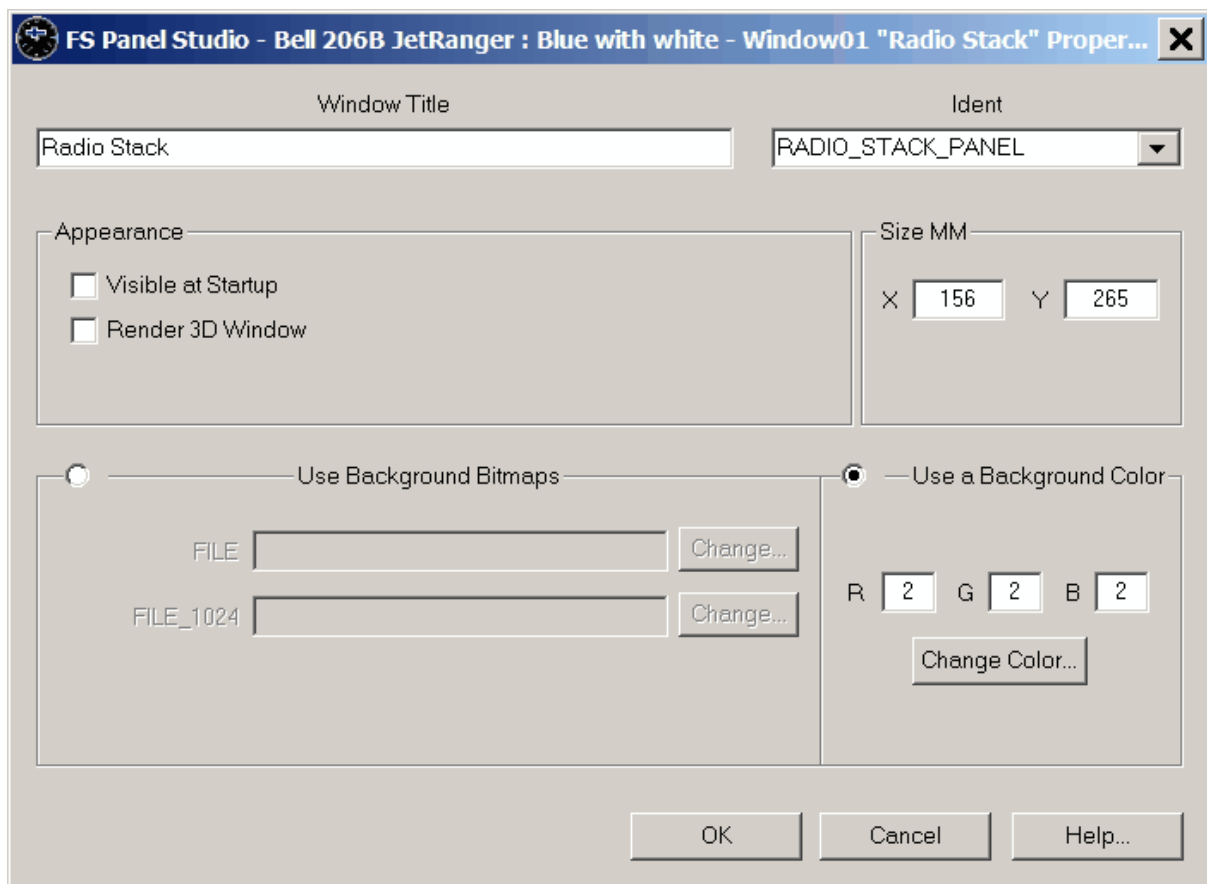 FS Panel Studio - Bell 206B JetRanger : Blue with white - Window01 "Radio Stack" Proper...
Window Title
Ident
Radio Stack
RADIO_STACK_PANEL
Appearance
Size MM
Visible at Startup
X 156 Y 265
Render 3D Window
Use Background Bitmaps
Use a Background Color
FILE
Change...
R 2 G 2 B 2
FILE_1024
Change...
Change Color...
OK
Cancel
Help...